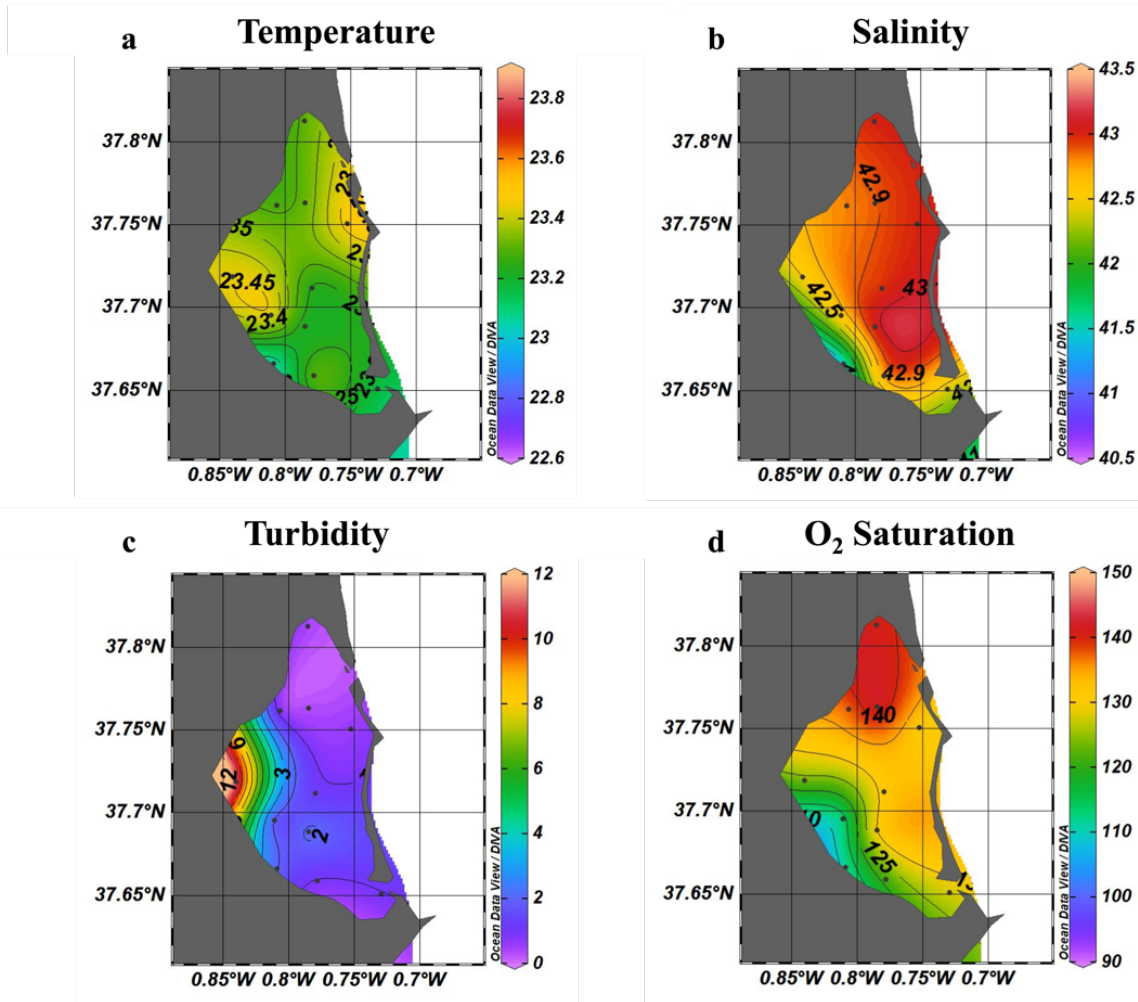 a Temperature
37.8°N
37.75°N
37.7°N
37.65°N
0.85°W 0.8°W 0.75°W 0.7°W
23.45
23.4
23.8
23.6
23.4
23.2
23
22.8
22.6
Ocean Data View / DIVA
b Salinity
37.8°N
37.75°N
37.7°N
37.65°N
0.85°W 0.8°W 0.75°W 0.7°W
42.9
43
42.5
42.9
43.5
43
42.5
42
41.5
41
40.5
Ocean Data View / DIVA
c Turbidity
37.8°N
37.75°N
37.7°N
37.65°N
0.85°W 0.8°W 0.75°W 0.7°W
6
12
3
2
12
10
8
6
4
2
0
Ocean Data View / DIVA
d O₂ Saturation
37.8°N
37.75°N
37.7°N
37.65°N
0.85°W 0.8°W 0.75°W 0.7°W
140
125
150
140
130
120
110
100
90
Ocean Data View / DIVA